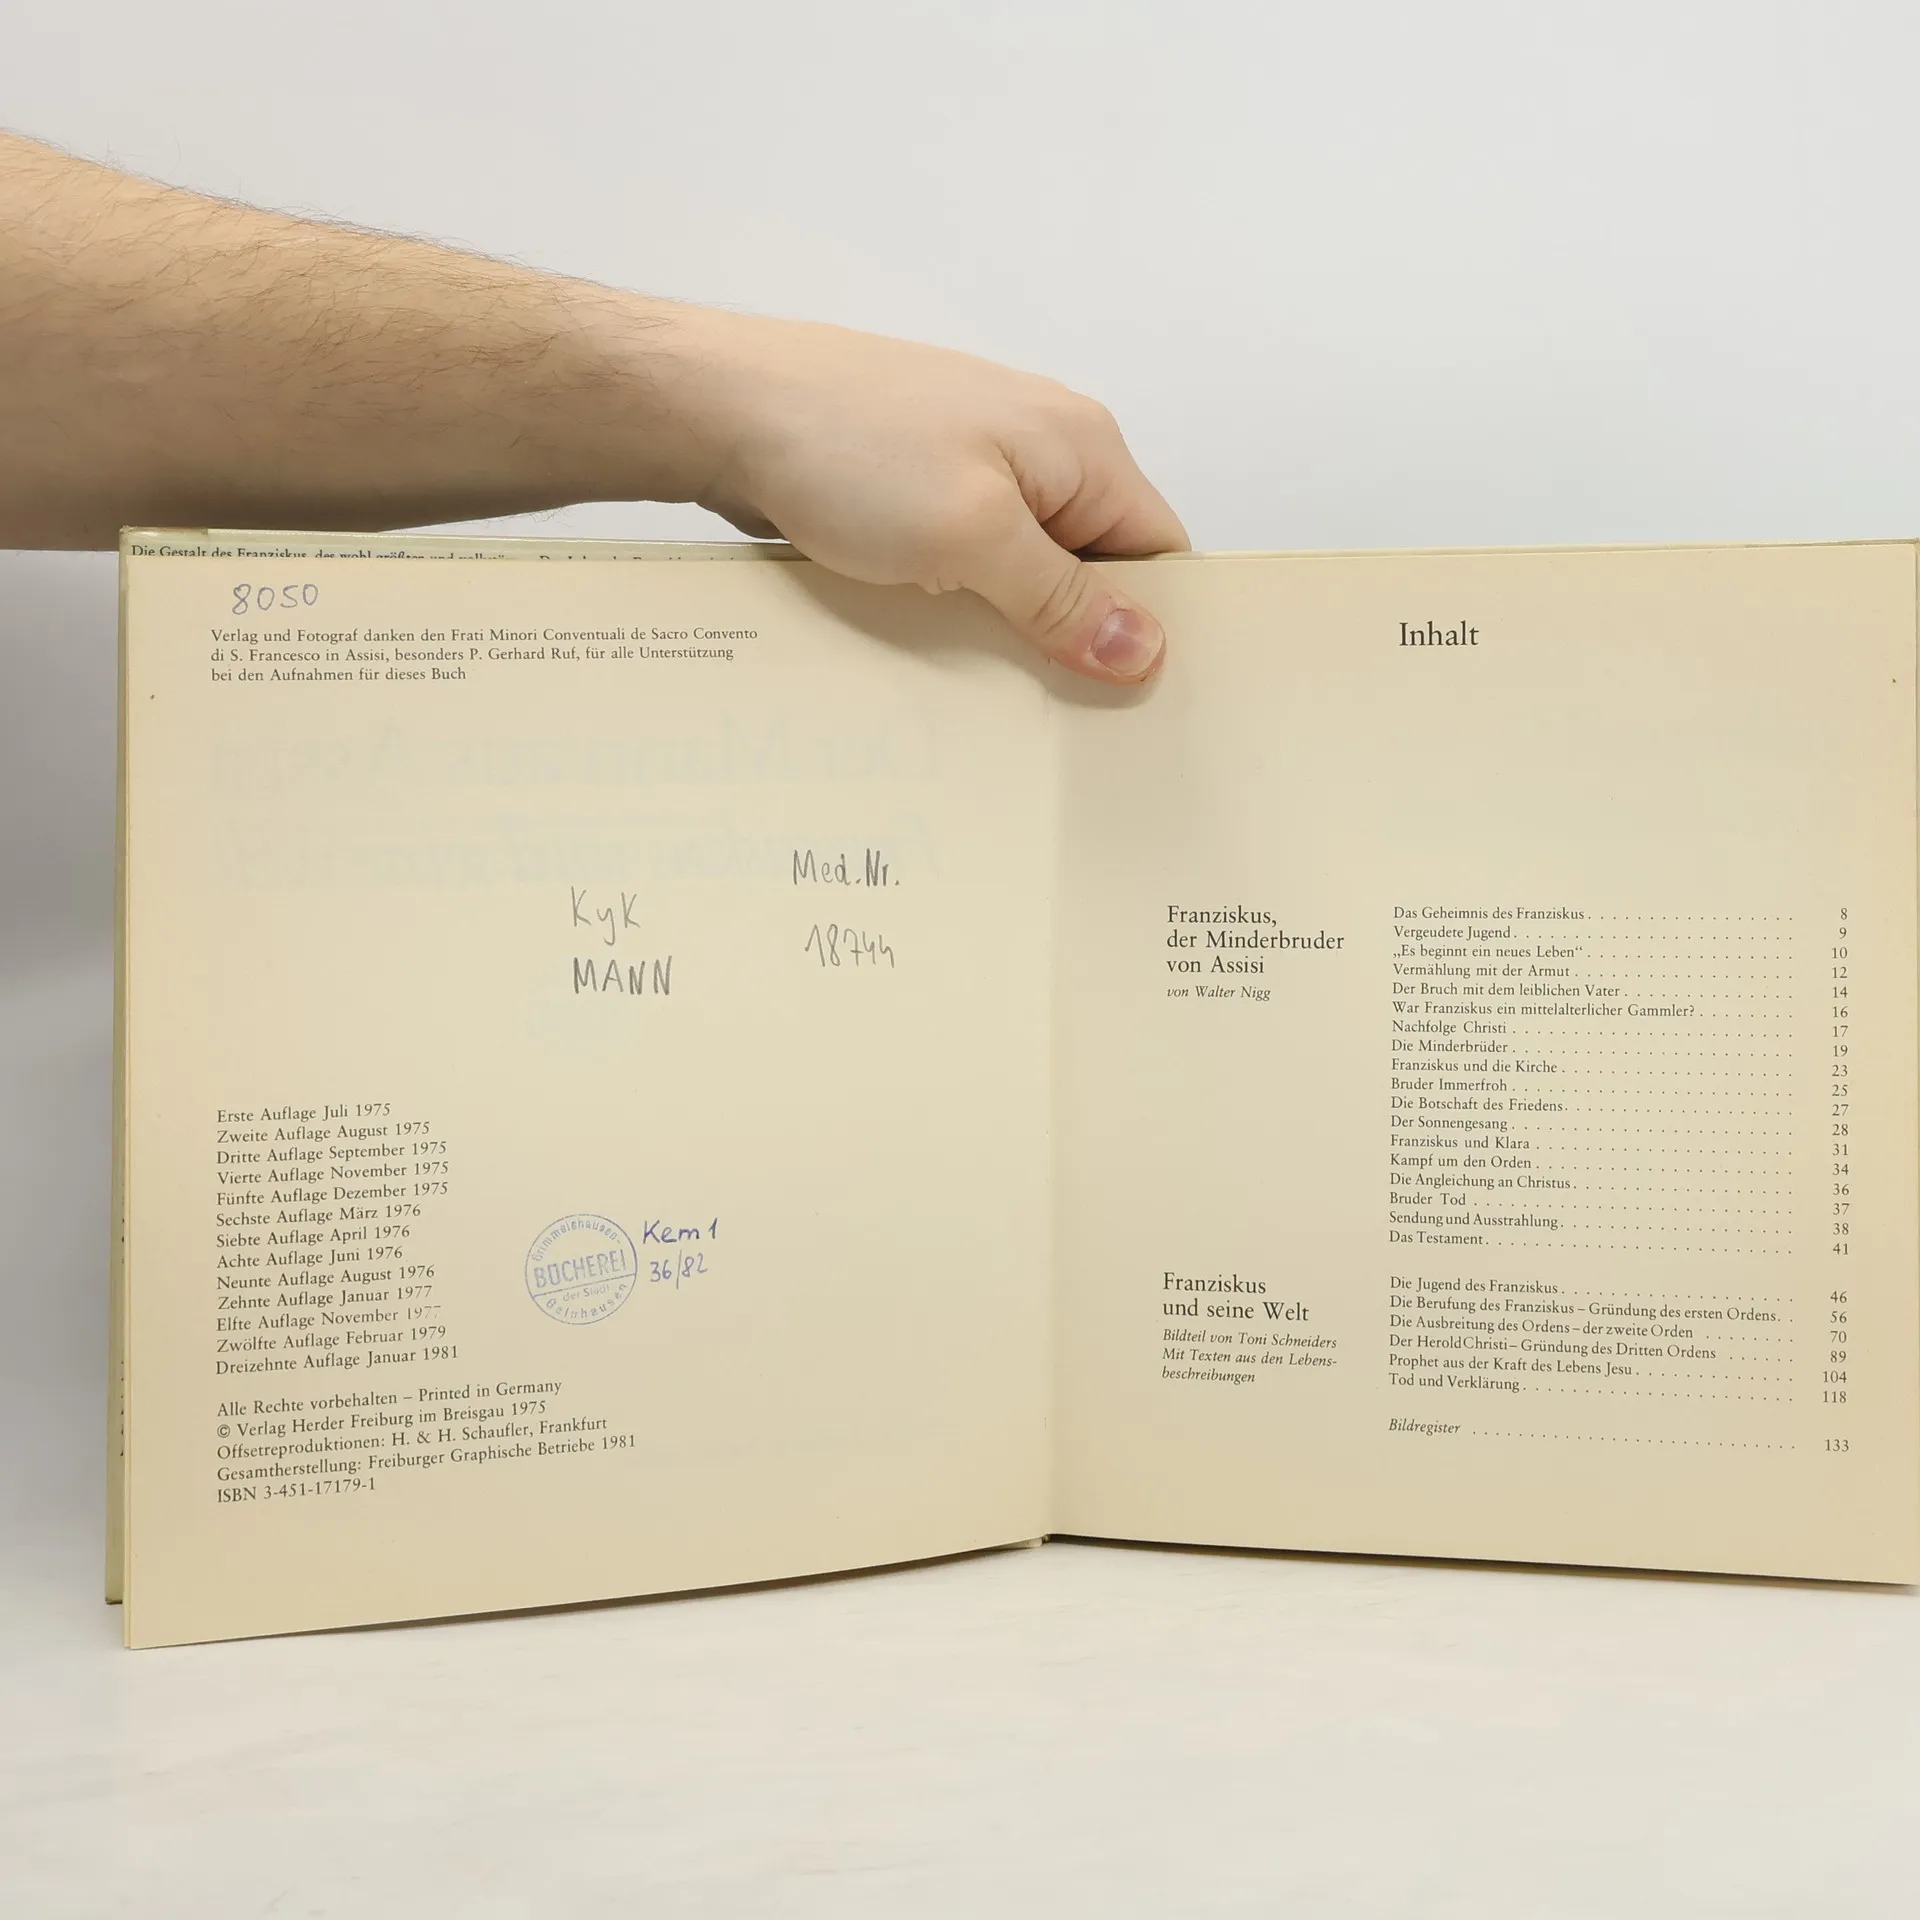 Die Gestalt des Franziskus, des wohl größten und
8050
Verlag und Fotograf danken den Frati Minori Conventuali de Sacro Convento
di S. Francesco in Assisi, besonders P. Gerhard Ruf, für alle Unterstützung
bei den Aufnahmen für dieses Buch
Med. Nr.
KyK
18744
MANN
Erste Auflage Juli 1975
Zweite Auflage August 1975
Dritte Auflage September 1975
Vierte Auflage November 1975
Fünfte Auflage Dezember 1975
Sechste Auflage März 1976
Siebte Auflage April 1976
Achte Auflage Juni 1976
Neunte Auflage August 1976
Zehnte Auflage Januar 1977
Elfte Auflage November 1977
Zwölfte Auflage Februar 1979
Dreizehnte Auflage Januar 1981
Grimmelshausen-
BÜCHEREI
der Stadt
Gelnhausen
Kem 1
36/82
Alle Rechte vorbehalten – Printed in Germany
© Verlag Herder Freiburg im Breisgau 1975
Offsetreproduktionen: H. & H. Schaufler, Frankfurt
Gesamtherstellung: Freiburger Graphische Betriebe 1981
ISBN 3-451-17179-1
Inhalt
Franziskus,
der Minderbruder
von Assisi
von Walter Nigg
Das Geheimnis des Franziskus . . . . . . . . . . . . . . . . . 8
Vergeudete Jugend . . . . . . . . . . . . . . . . . . . . . . . 9
„Es beginnt ein neues Leben“ . . . . . . . . . . . . . . . . . 10
Vermählung mit der Armut . . . . . . . . . . . . . . . . . . 12
Der Bruch mit dem leiblichen Vater . . . . . . . . . . . . . . 14
War Franziskus ein mittelalterlicher Gammler? . . . . . . . . 16
Nachfolge Christi . . . . . . . . . . . . . . . . . . . . . . . 17
Die Minderbrüder . . . . . . . . . . . . . . . . . . . . . . . 19
Franziskus und die Kirche . . . . . . . . . . . . . . . . . . . 23
Bruder Immerfroh . . . . . . . . . . . . . . . . . . . . . . . 25
Die Botschaft des Friedens . . . . . . . . . . . . . . . . . . . 27
Der Sonnengesang . . . . . . . . . . . . . . . . . . . . . . . 28
Franziskus und Klara . . . . . . . . . . . . . . . . . . . . . 31
Kampf um den Orden . . . . . . . . . . . . . . . . . . . . . 34
Die Angleichung an Christus . . . . . . . . . . . . . . . . . . 36
Bruder Tod . . . . . . . . . . . . . . . . . . . . . . . . . . 37
Sendung und Ausstrahlung . . . . . . . . . . . . . . . . . . . 38
Das Testament . . . . . . . . . . . . . . . . . . . . . . . . . 41
Franziskus
und seine Welt
Bildteil von Toni Schneiders
Mit Texten aus den Lebens-
beschreibungen
Die Jugend des Franziskus . . . . . . . . . . . . . . . . . . . 46
Die Berufung des Franziskus – Gründung des ersten Ordens . . 56
Die Ausbreitung des Ordens – der zweite Orden . . . . . . . . 70
Der Herold Christi – Gründung des Dritten Ordens . . . . . . 89
Prophet aus der Kraft des Lebens Jesu . . . . . . . . . . . . . 104
Tod und Verklärung . . . . . . . . . . . . . . . . . . . . . . 118
Bildregister . . . . . . . . . . . . . . . . . . . . . . . . . . 133